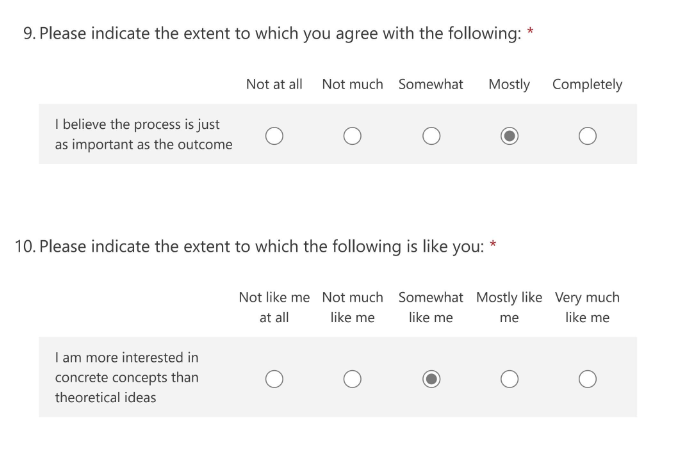 9. Please indicate the extent to which you agree with the following: *
Not at all Not much Somewhat Mostly Completely
I believe the process is just
as important as the outcome
10. Please indicate the extent to which the following is like you: *
Not like me Not much Somewhat Mostly like Very much
at all like me like me me like me
I am more interested in
concrete concepts than
theoretical ideas